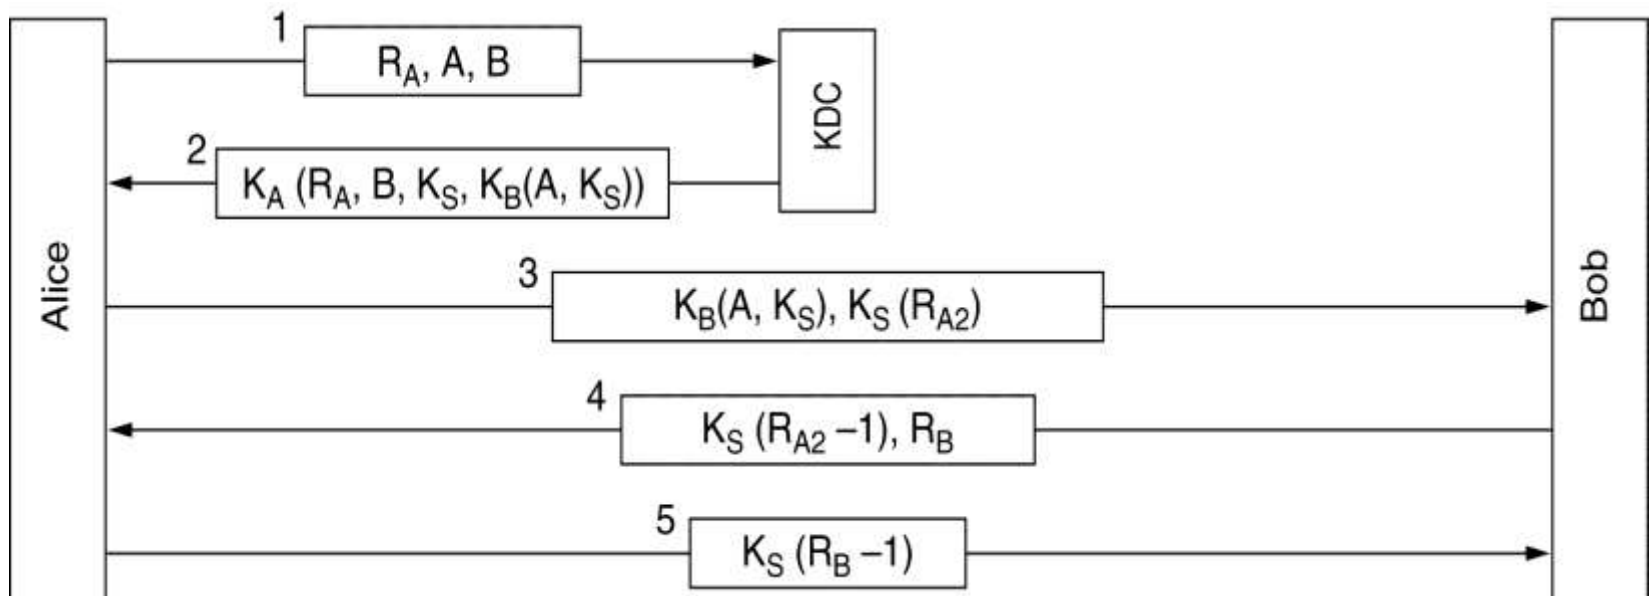 1
R_A, A, B
KDC
2
K_A (R_A, B, K_S, K_B(A, K_S))
Alice
3
K_B(A, K_S), K_S (R_A2)
Bob
4
K_S (R_A2 –1), R_B
5
K_S (R_B –1)